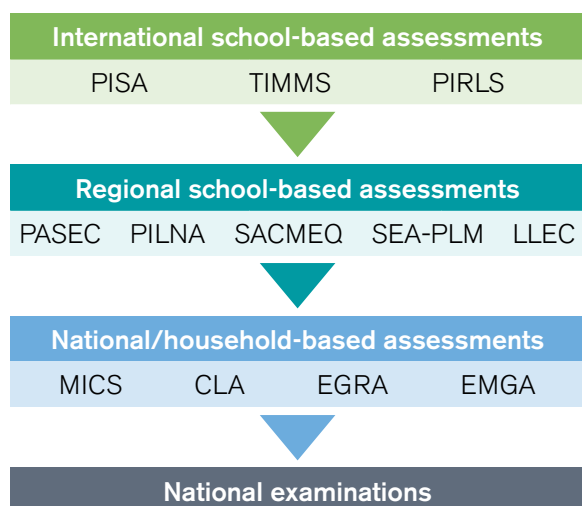 International school-based assessments
PISA TIMMS PIRLS
Regional school-based assessments
PASEC PILNA SACMEQ SEA-PLM LLEC
National/household-based assessments
MICS CLA EGRA EMGA
National examinations